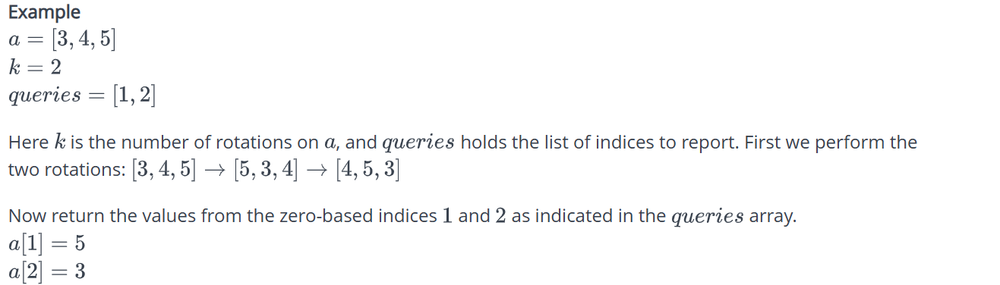 Example
a = [3, 4, 5]
k = 2
queries = [1, 2]
Here k is the number of rotations on a, and queries holds the list of indices to report. First we perform the
two rotations: [3, 4, 5] → [5, 3, 4] → [4, 5, 3]
Now return the values from the zero-based indices 1 and 2 as indicated in the queries array.
a[1] = 5
a[2] = 3